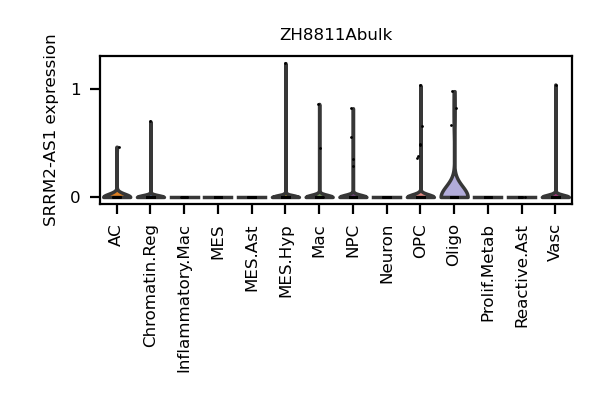 ZH8811Abulk
SRRM2-AS1 expression
1
0
AC
Chromatin.Reg
Inflammatory.Mac
MES
MES.Ast
MES.Hyp
Mac
NPC
Neuron
OPC
Oligo
Prolif.Metab
Reactive.Ast
Vasc